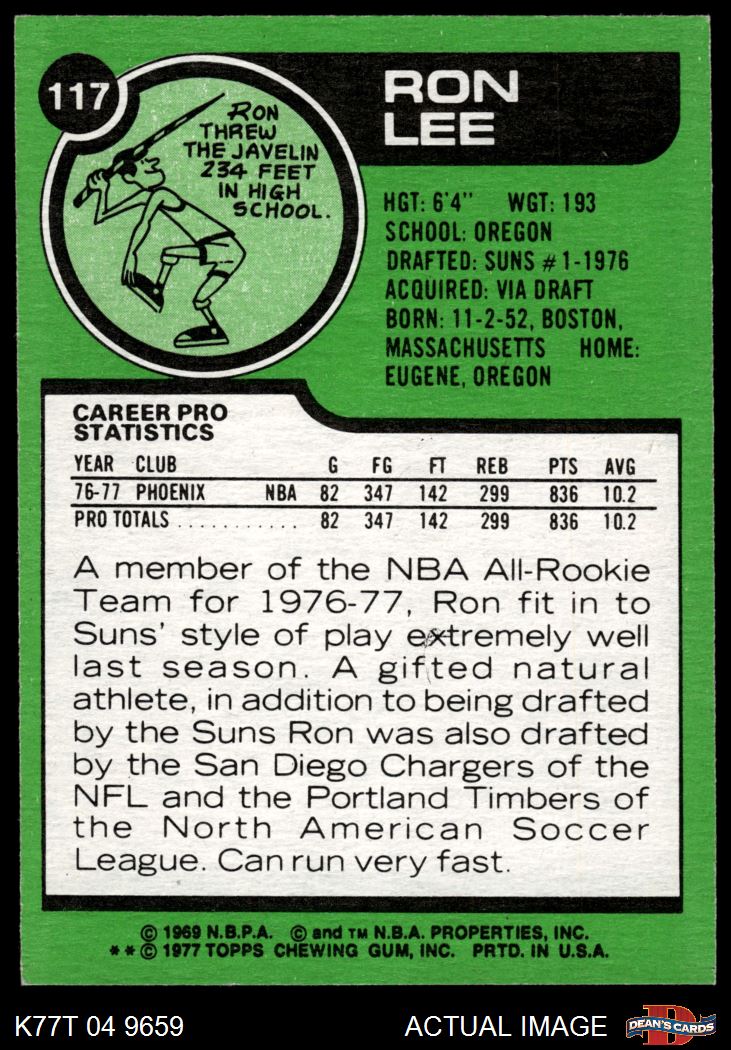 117
RON
THREW
THE JAVELIN
234 FEET
IN HIGH
SCHOOL.
RON
LEE
HGT: 6'4" WGT: 193
SCHOOL: OREGON
DRAFTED: SUNS #1-1976
ACQUIRED: VIA DRAFT
BORN: 11-2-52, BOSTON,
MASSACHUSETTS HOME:
EUGENE, OREGON
CAREER PRO
STATISTICS
YEAR CLUB G FG FT REB PTS AVG
76-77 PHOENIX NBA 82 347 142 299 836 10.2
PRO TOTALS ........... 82 347 142 299 836 10.2
A member of the NBA All-Rookie
Team for 1976-77, Ron fit in to
Suns' style of play extremely well
last season. A gifted natural
athlete, in addition to being drafted
by the Suns Ron was also drafted
by the San Diego Chargers of the
NFL and the Portland Timbers of
the North American Soccer
League. Can run very fast.
© 1969 N.B.P.A. © and TM N.B.A. PROPERTIES, INC.
**© 1977 TOPPS CHEWING GUM, INC. PRTD. IN U.S.A.
K77T 04 9659 ACTUAL IMAGE
D
DEAN'S CARDS